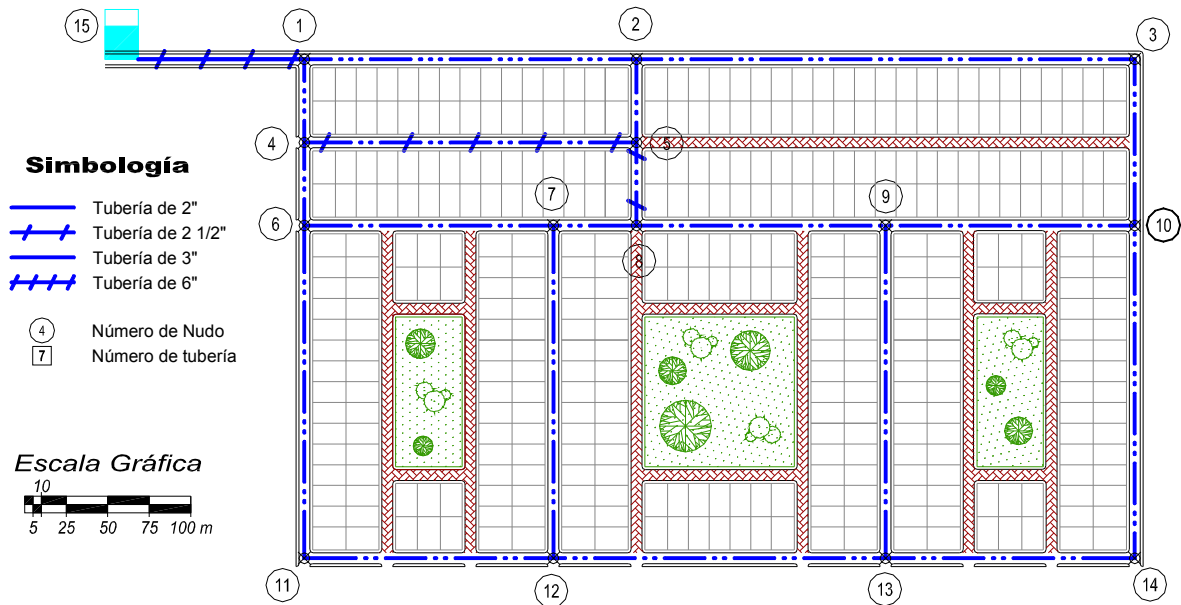 15
1
2
3
4
5
Simbología
Tubería de 2"
Tubería de 2 1/2"
Tubería de 3"
Tubería de 6"
4 Número de Nudo
7 Número de tubería
6
7
8
9
10
Escala Gráfica
10
5 25 50 75 100 m
11
12
13
14